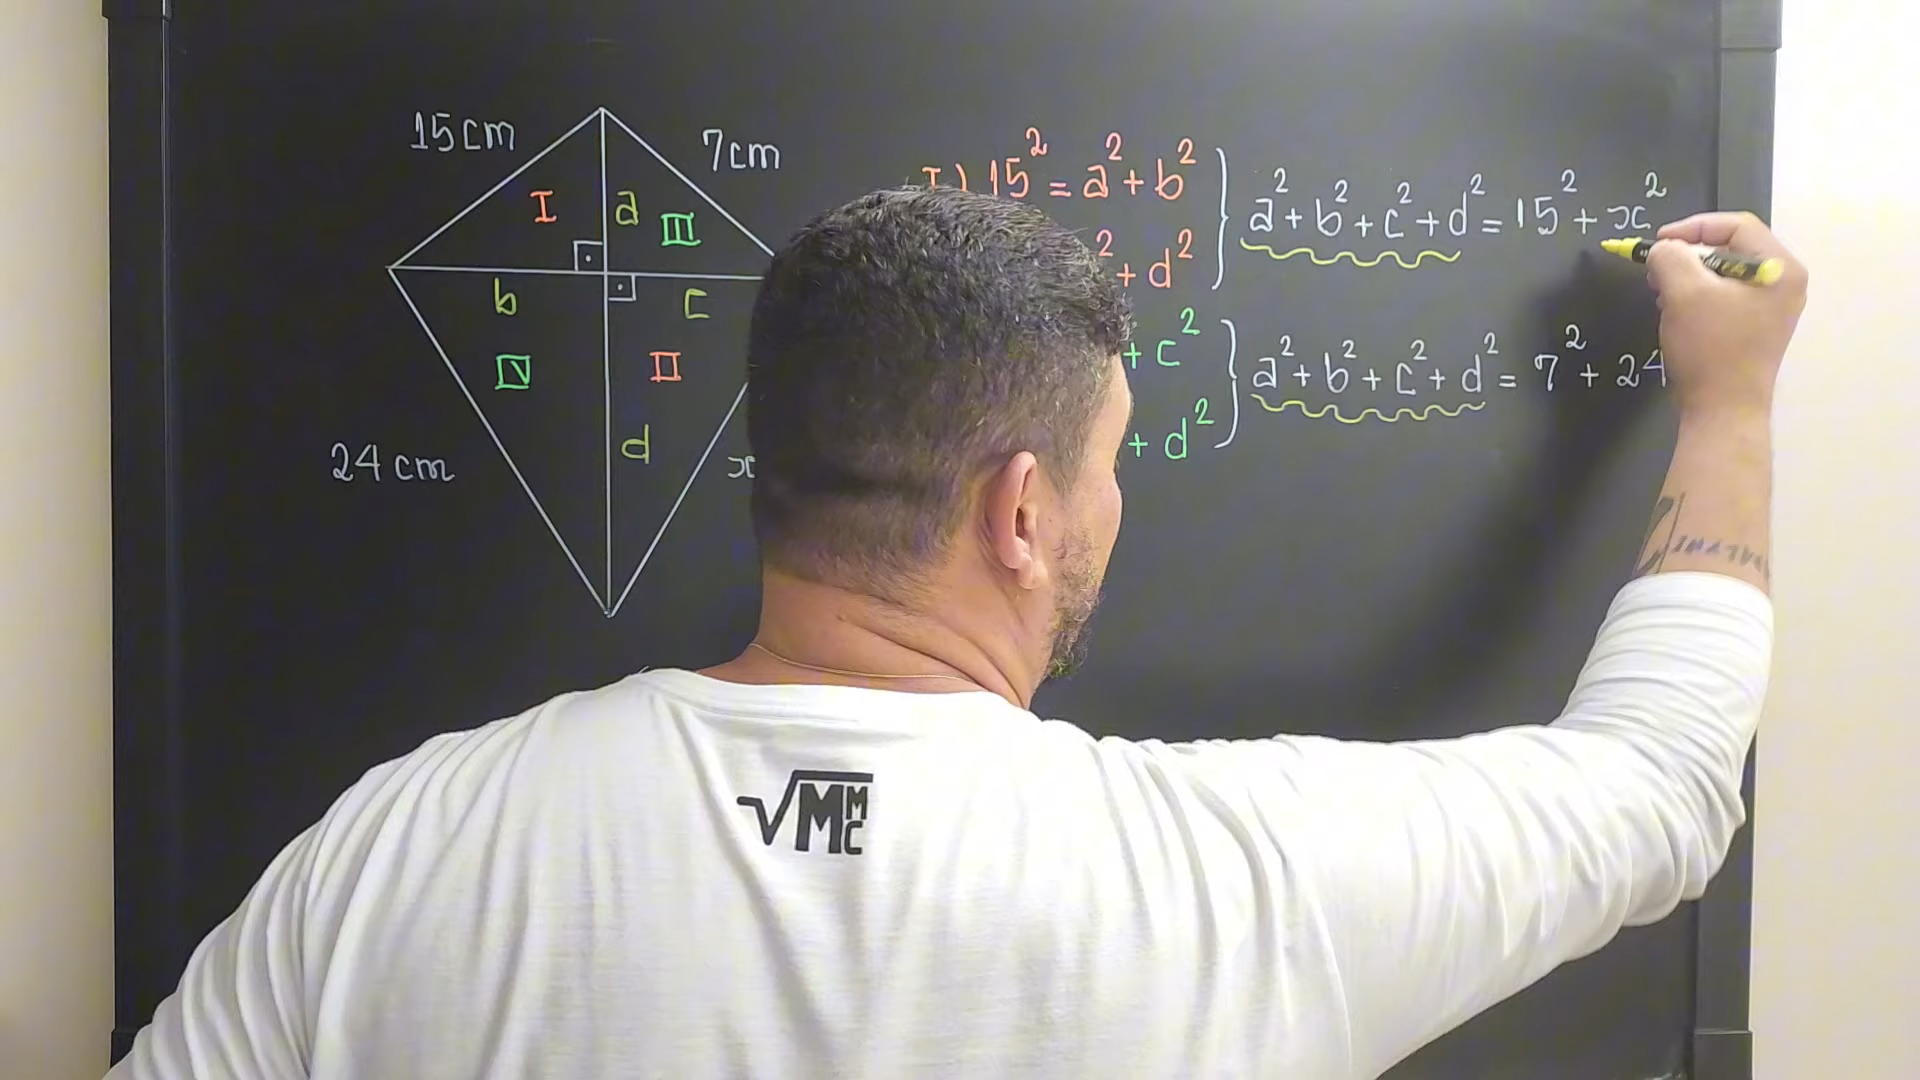 15cm
7cm
I
a
III
b
c
IV
II
d
24 cm
x
I) 15² = a² + b²
² + d²
+ c²
+ d²
a² + b² + c² + d² = 15² + x²
a² + b² + c² + d² = 7² + 24
√MMC